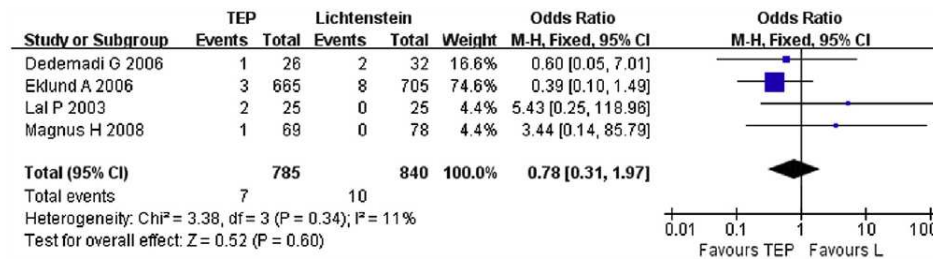 TEP Lichtenstein Odds Ratio Odds Ratio
Study or Subgroup Events Total Events Total Weight M-H, Fixed, 95% CI M-H, Fixed, 95% CI
Dedemadi G 2006 1 26 2 32 16.6% 0.60 [0.05, 7.01]
Eklund A 2006 3 665 8 705 74.6% 0.39 [0.10, 1.49]
Lal P 2003 2 25 0 25 4.4% 5.43 [0.25, 118.96]
Magnus H 2008 1 69 0 78 4.4% 3.44 [0.14, 85.79]
Total (95% CI) 785 840 100.0% 0.78 [0.31, 1.97]
Total events 7 10
Heterogeneity: Chi² = 3.38, df = 3 (P = 0.34); I² = 11%
Test for overall effect: Z = 0.52 (P = 0.60)
0.01 0.1 1 10 100
Favours TEP Favours L